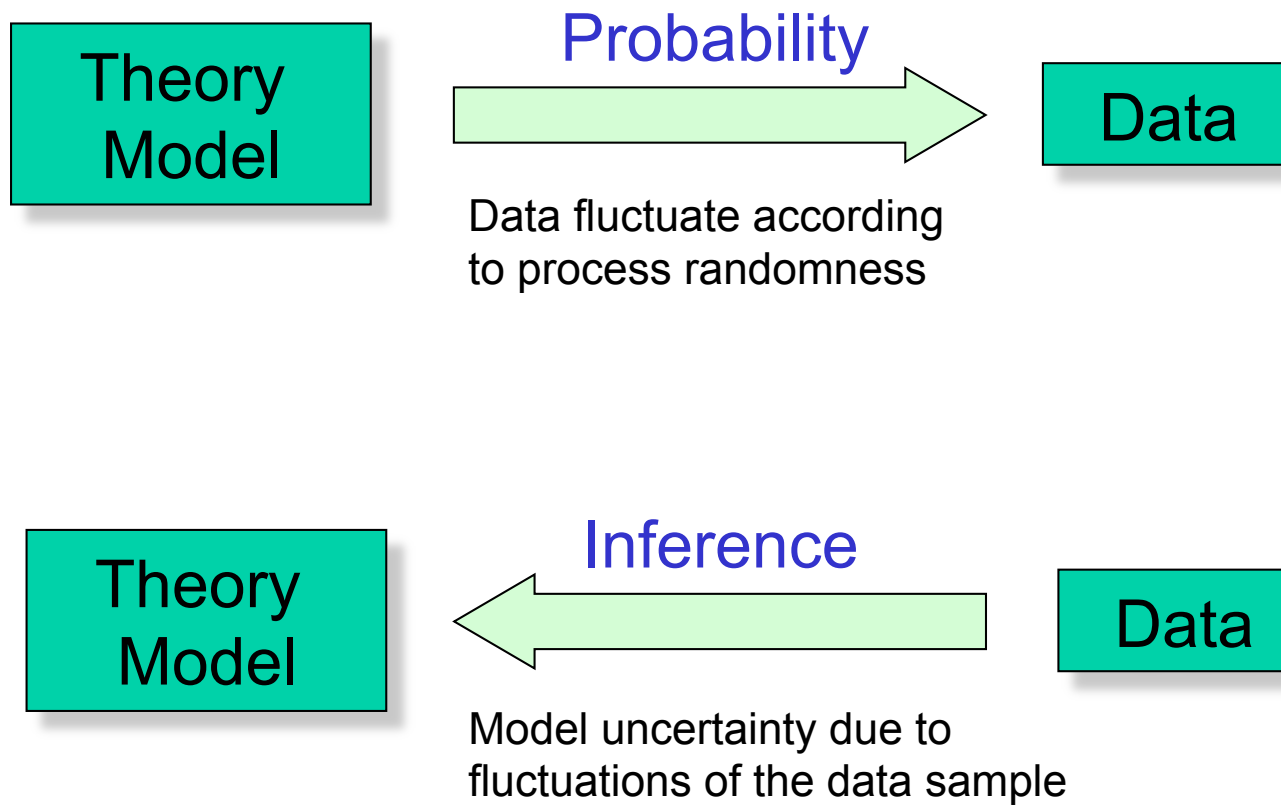 Probability
Theory
Model
Data
Data fluctuate according
to process randomness
Inference
Theory
Model
Data
Model uncertainty due to
fluctuations of the data sample